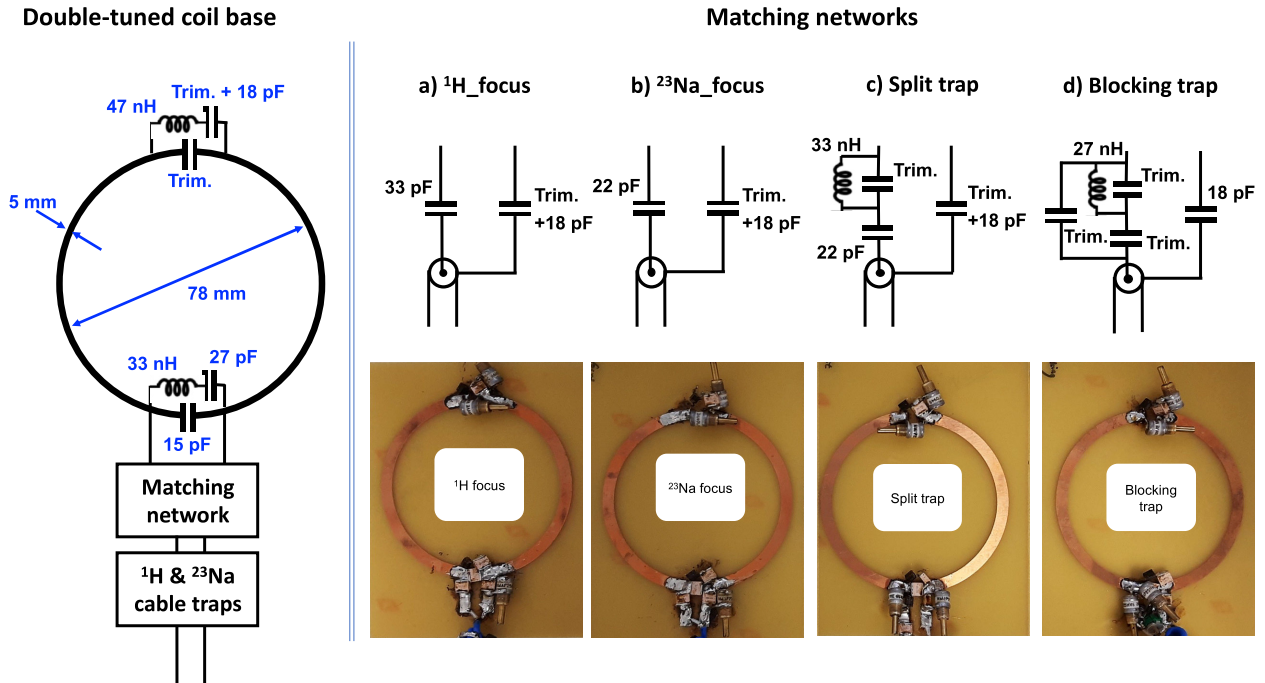 Double-tuned coil base
47 nH
Trim. + 18 pF
Trim.
5 mm
78 mm
33 nH
27 pF
15 pF
Matching
network
¹H & ²³Na
cable traps
Matching networks
a) ¹H_focus
33 pF
Trim.
+18 pF
b) ²³Na_focus
22 pF
Trim.
+18 pF
c) Split trap
33 nH
Trim.
22 pF
Trim.
+18 pF
d) Blocking trap
27 nH
Trim.
18 pF
Trim.
Trim.
¹H focus
²³Na focus
Split trap
Blocking
trap